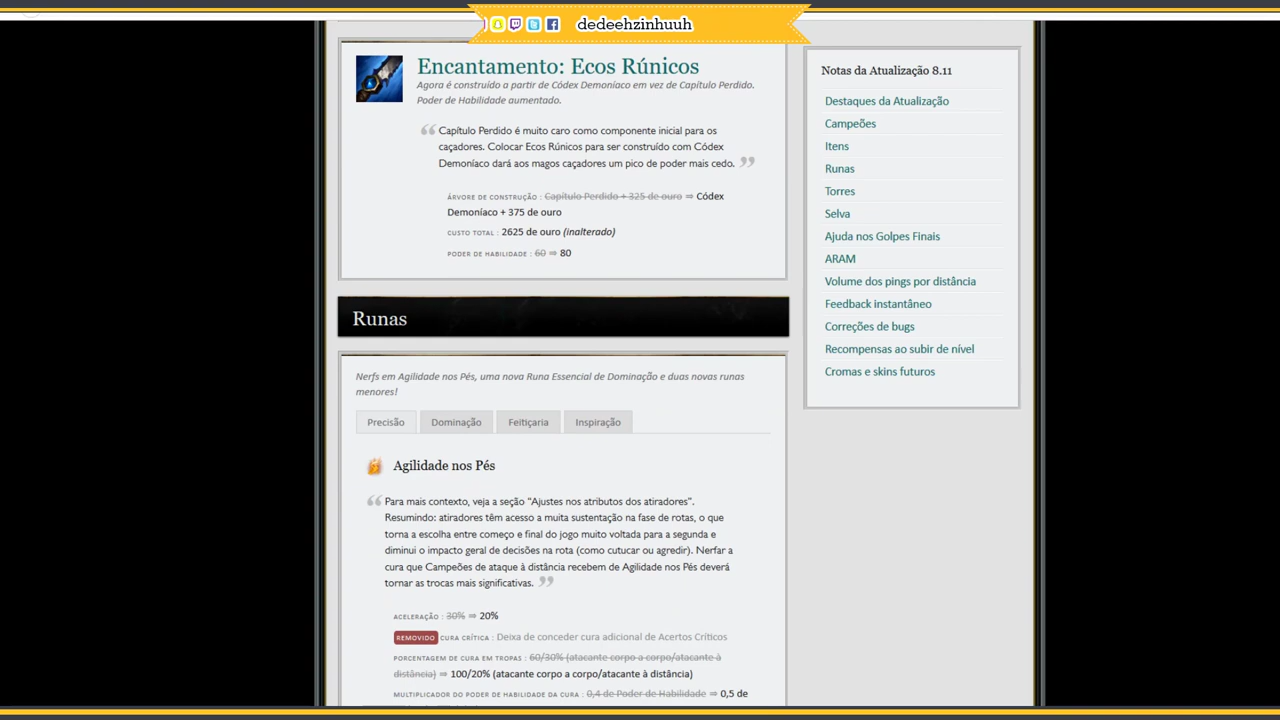 dedeehzinhuuh
Encantamento: Ecos Rúnicos
Agora é construído a partir de Códex Demoníaco em vez de Capítulo Perdido.
Poder de Habilidade aumentado.
“ Capítulo Perdido é muito caro como componente inicial para os
caçadores. Colocar Ecos Rúnicos para ser construído com Códex
Demoníaco dará aos magos caçadores um pico de poder mais cedo. ”
ÁRVORE DE CONSTRUÇÃO : Capítulo Perdido + 325 de ouro ⇒ Códex
Demoníaco + 375 de ouro
CUSTO TOTAL : 2625 de ouro (inalterado)
PODER DE HABILIDADE : 60 ⇒ 80
Runas
Nerfs em Agilidade nos Pés, uma nova Runa Essencial de Dominação e duas novas runas
menores!
Precisão Dominação Feitiçaria Inspiração
Agilidade nos Pés
“ Para mais contexto, veja a seção "Ajustes nos atributos dos atiradores".
Resumindo: atiradores têm acesso a muita sustentação na fase de rotas, o que
torna a escolha entre começo e final do jogo muito voltada para a segunda e
diminui o impacto geral de decisões na rota (como cutucar ou agredir). Nerfar a
cura que Campeões de ataque à distância recebem de Agilidade nos Pés deverá
tornar as trocas mais significativas. ”
ACELERAÇÃO : 30% ⇒ 20%
REMOVIDO CURA CRÍTICA : Deixa de conceder cura adicional de Acertos Críticos
PORCENTAGEM DE CURA EM TROPAS : 60/30% (atacante corpo a corpo/atacante à
distância) ⇒ 100/20% (atacante corpo a corpo/atacante à distância)
MULTIPLICADOR DO PODER DE HABILIDADE DA CURA : 0,4 de Poder de Habilidade ⇒ 0,5 de
Notas da Atualização 8.11
Destaques da Atualização
Campeões
Itens
Runas
Torres
Selva
Ajuda nos Golpes Finais
ARAM
Volume dos pings por distância
Feedback instantâneo
Correções de bugs
Recompensas ao subir de nível
Cromas e skins futuros